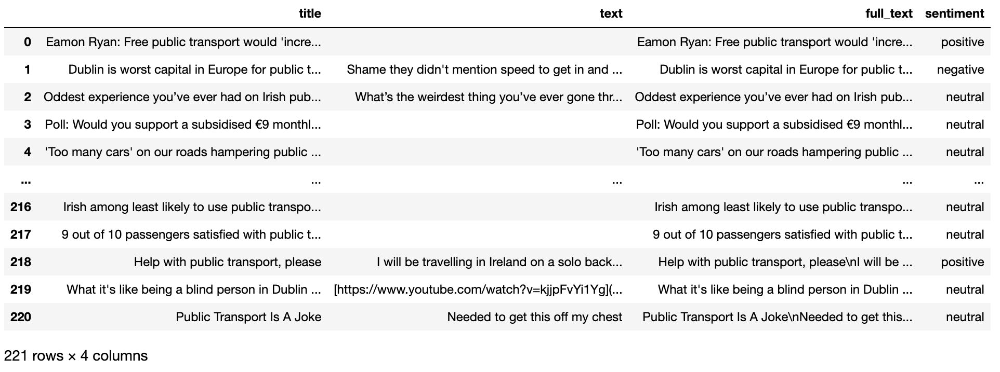 title text full_text sentiment
0 Eamon Ryan: Free public transport would 'incre... Eamon Ryan: Free public transport would 'incre... positive
1 Dublin is worst capital in Europe for public t... Shame they didn't mention speed to get in and ... Dublin is worst capital in Europe for public t... negative
2 Oddest experience you’ve ever had on Irish pub... What’s the weirdest thing you’ve ever gone thr... Oddest experience you’ve ever had on Irish pub... neutral
3 Poll: Would you support a subsidised €9 monthl... Poll: Would you support a subsidised €9 monthl... neutral
4 'Too many cars' on our roads hampering public ... 'Too many cars' on our roads hampering public ... neutral
... ... ... ... ...
216 Irish among least likely to use public transpo... Irish among least likely to use public transpo... neutral
217 9 out of 10 passengers satisfied with public t... 9 out of 10 passengers satisfied with public t... neutral
218 Help with public transport, please I will be travelling in Ireland on a solo back... Help with public transport, please\nI will be ... positive
219 What it's like being a blind person in Dublin ... [https://www.youtube.com/watch?v=kjjpFvYi1Yg](... What it's like being a blind person in Dublin ... neutral
220 Public Transport Is A Joke Needed to get this off my chest Public Transport Is A Joke\nNeeded to get this... neutral
221 rows × 4 columns